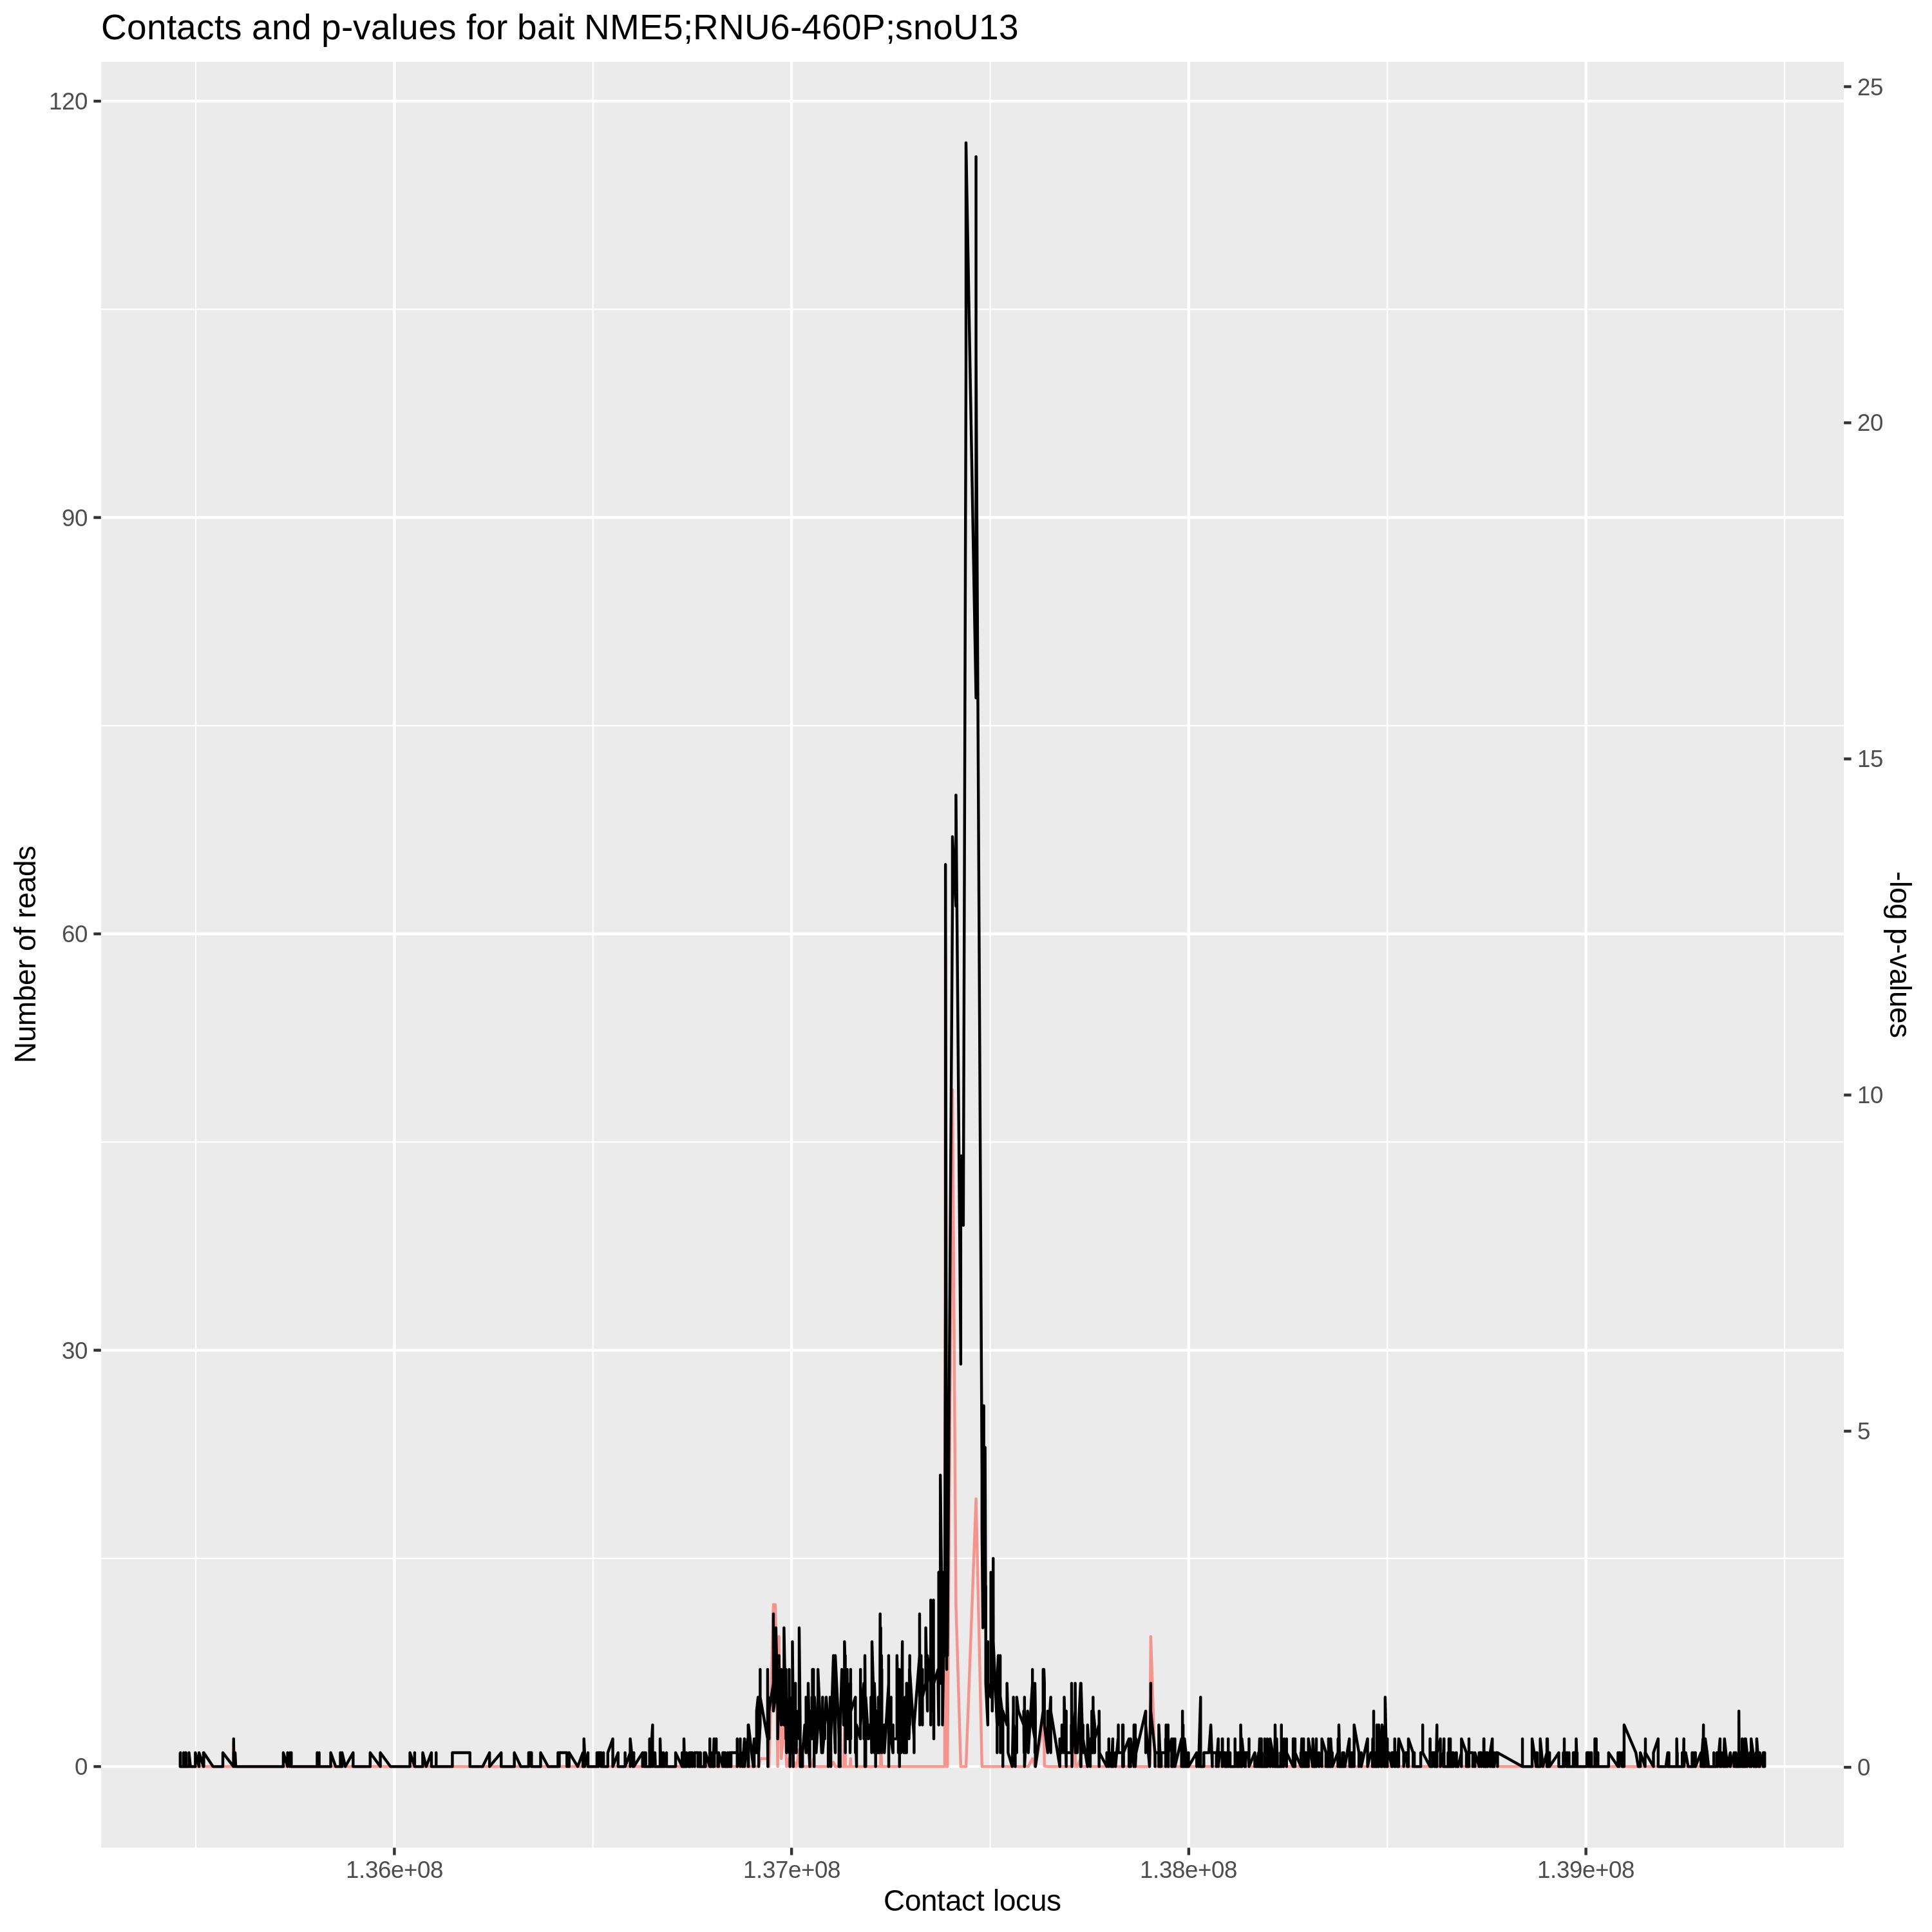 Contacts and p-values for bait NME5;RNU6-460P;snoU13
120
90
60
30
0
Number of reads
25
20
15
10
5
0
-log p-values
1.36e+08
1.37e+08
1.38e+08
1.39e+08
Contact locus